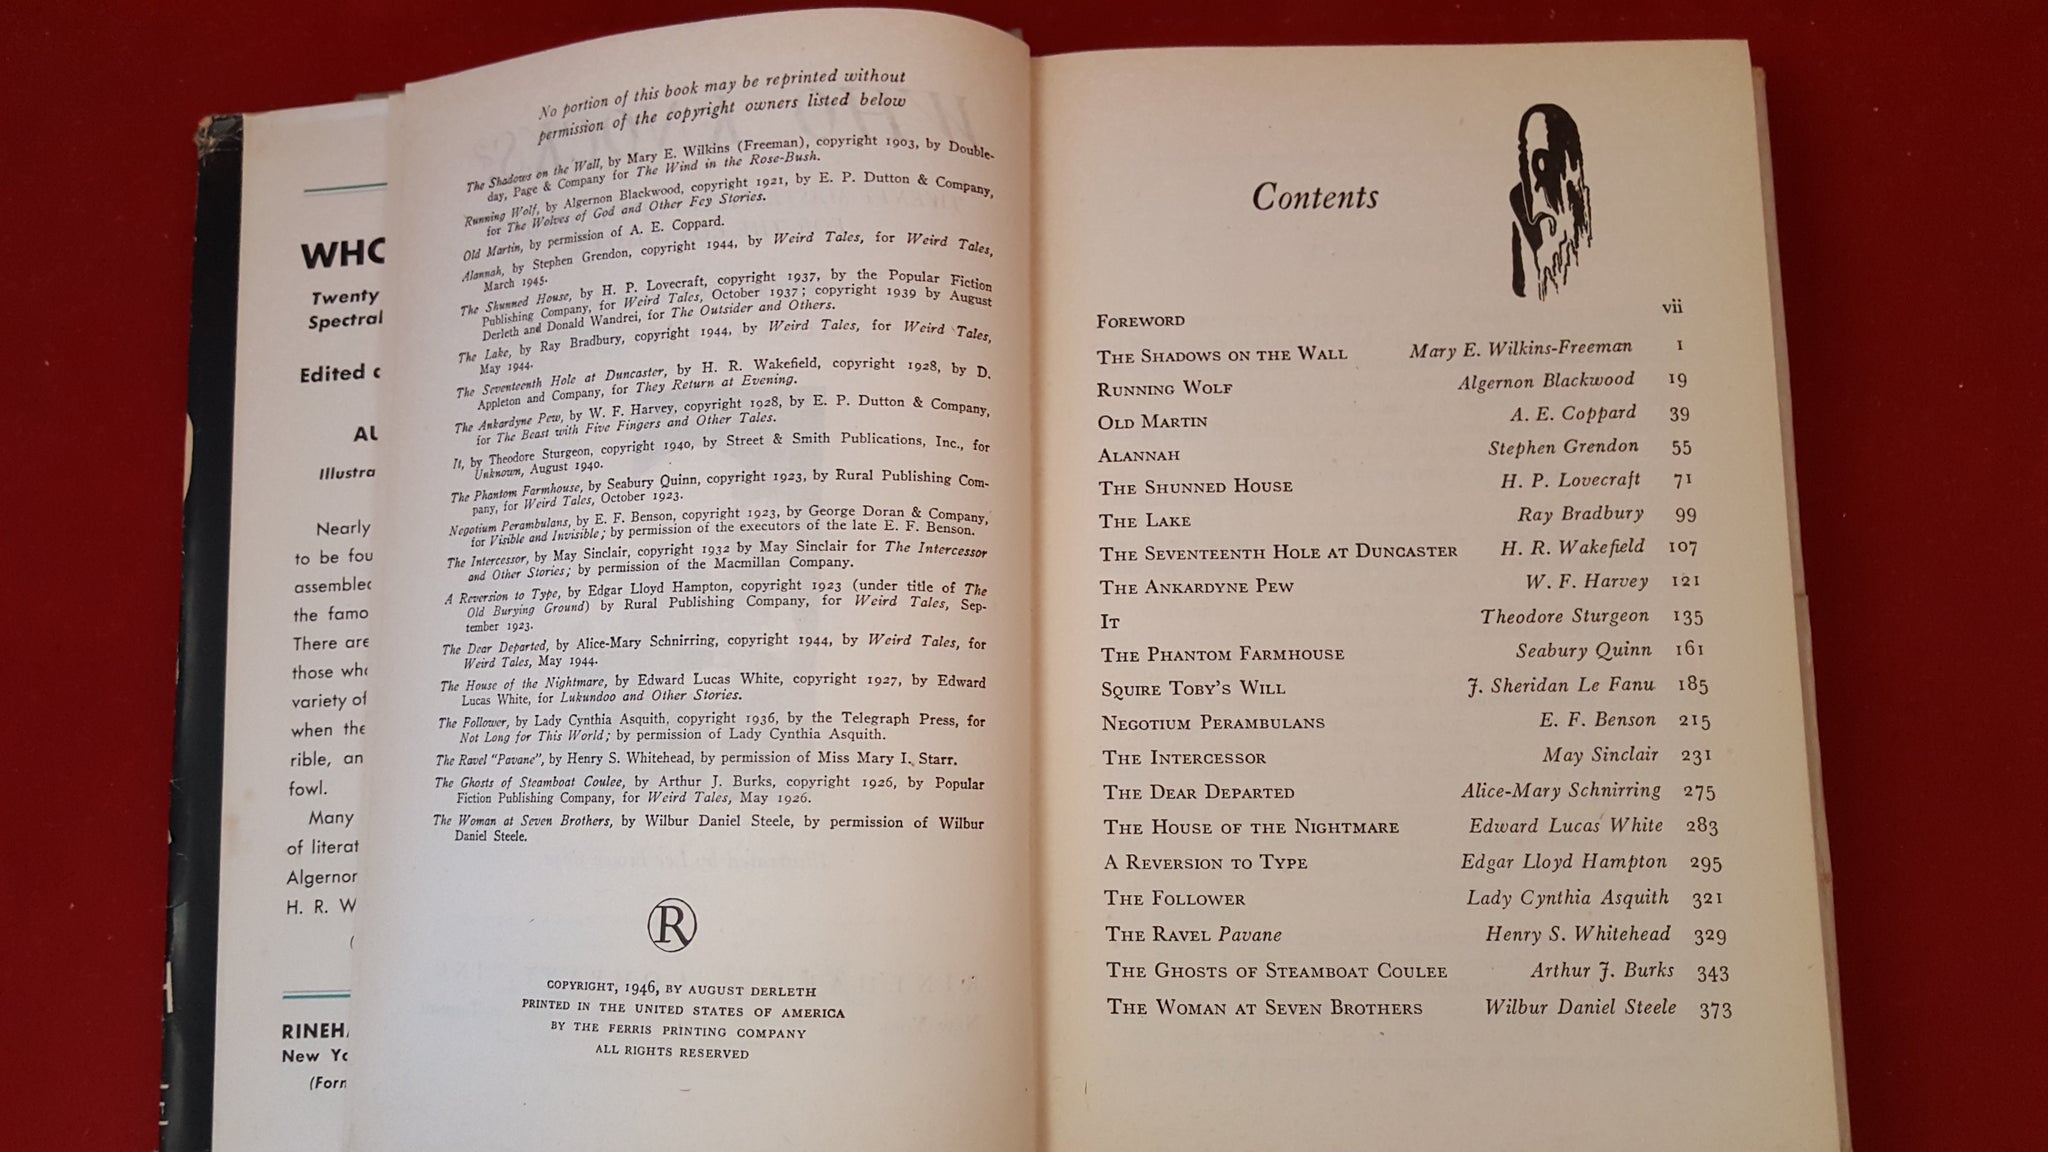 WHO
Twenty
Spectral
Edited
AU
Illustra
Nearly
to be fou
assembled
the famo
There are
those who
variety of
when the
rible, an
fowl.
Many
of literat
Algernon
H. R. W
(
RINEH
New Yo
(Form
No portion of this book may be reprinted without
permission of the copyright owners listed below
The Shadows on the Wall, by Mary E. Wilkins (Freeman), copyright 1903, by Double-
day, Page & Company for The Wind in the Rose-Bush.
Running Wolf, by Algernon Blackwood, copyright 1921, by E. P. Dutton & Company,
for The Wolves of God and Other Fey Stories.
Old Martin, by permission of A. E. Coppard.
Alannah, by Stephen Grendon, copyright 1944, by Weird Tales, for Weird Tales,
March 1945.
The Shunned House, by H. P. Lovecraft, copyright 1937, by the Popular Fiction
Publishing Company, for Weird Tales, October 1937; copyright 1939 by August
Derleth and Donald Wandrei, for The Outsider and Others.
The Lake, by Ray Bradbury, copyright 1944, by Weird Tales, for Weird Tales,
May 1944.
The Seventeenth Hole at Duncaster, by H. R. Wakefield, copyright 1928, by D.
Appleton and Company, for They Return at Evening.
The Ankardyne Pew, by W. F. Harvey, copyright 1928, by E. P. Dutton & Company,
for The Beast with Five Fingers and Other Tales.
It, by Theodore Sturgeon, copyright 1940, by Street & Smith Publications, Inc., for
Unknown, August 1940.
The Phantom Farmhouse, by Seabury Quinn, copyright 1923, by Rural Publishing Com-
pany, for Weird Tales, October 1923.
Negotium Perambulans, by E. F. Benson, copyright 1923, by George Doran & Company,
for Visible and Invisible; by permission of the executors of the late E. F. Benson.
The Intercessor, by May Sinclair, copyright 1932 by May Sinclair for The Intercessor
and Other Stories; by permission of the Macmillan Company.
A Reversion to Type, by Edgar Lloyd Hampton, copyright 1923 (under title of The
Old Burying Ground) by Rural Publishing Company, for Weird Tales, Sep-
tember 1923.
The Dear Departed, by Alice-Mary Schnirring, copyright 1944, by Weird Tales, for
Weird Tales, May 1944.
The House of the Nightmare, by Edward Lucas White, copyright 1927, by Edward
Lucas White, for Lukundoo and Other Stories.
The Follower, by Lady Cynthia Asquith, copyright 1936, by the Telegraph Press, for
Not Long for This World; by permission of Lady Cynthia Asquith.
The Ravel "Pavane", by Henry S. Whitehead, by permission of Miss Mary I. Starr.
The Ghosts of Steamboat Coulee, by Arthur J. Burks, copyright 1926, by Popular
Fiction Publishing Company, for Weird Tales, May 1926.
The Woman at Seven Brothers, by Wilbur Daniel Steele, by permission of Wilbur
Daniel Steele.
R
COPYRIGHT, 1946, BY AUGUST DERLETH
PRINTED IN THE UNITED STATES OF AMERICA
BY THE FERRIS PRINTING COMPANY
ALL RIGHTS RESERVED
Contents
FOREWORD vii
THE SHADOWS ON THE WALL Mary E. Wilkins-Freeman 1
RUNNING WOLF Algernon Blackwood 19
OLD MARTIN A. E. Coppard 39
ALANNAH Stephen Grendon 55
THE SHUNNED HOUSE H. P. Lovecraft 71
THE LAKE Ray Bradbury 99
THE SEVENTEENTH HOLE AT DUNCASTER H. R. Wakefield 107
THE ANKARDYNE PEW W. F. Harvey 121
IT Theodore Sturgeon 135
THE PHANTOM FARMHOUSE Seabury Quinn 161
SQUIRE TOBY'S WILL J. Sheridan Le Fanu 185
NEGOTIUM PERAMBULANS E. F. Benson 215
THE INTERCESSOR May Sinclair 231
THE DEAR DEPARTED Alice-Mary Schnirring 275
THE HOUSE OF THE NIGHTMARE Edward Lucas White 283
A REVERSION TO TYPE Edgar Lloyd Hampton 295
THE FOLLOWER Lady Cynthia Asquith 321
THE RAVEL Pavane Henry S. Whitehead 329
THE GHOSTS OF STEAMBOAT COULEE Arthur J. Burks 343
THE WOMAN AT SEVEN BROTHERS Wilbur Daniel Steele 373